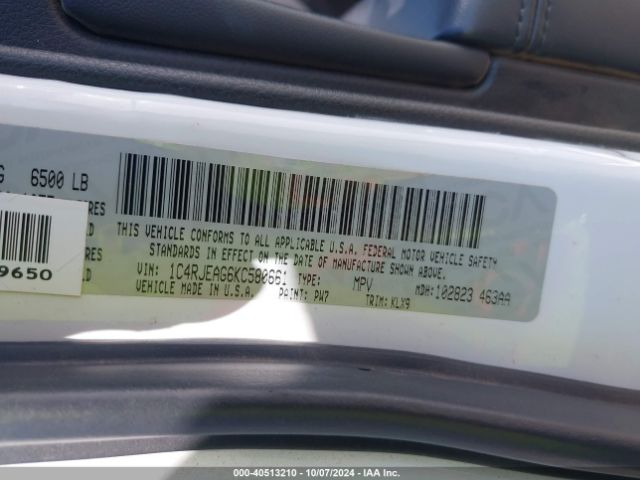 G 6500 LB
RES
9650
THIS VEHICLE CONFORMS TO ALL APPLICABLE U.S.A. FEDERAL MOTOR VEHICLE SAFETY
STANDARDS IN EFFECT ON THE DATE OF MANUFACTURE SHOWN ABOVE.
VIN: 1C4RJEAG6KC580661 TYPE: MPV MDH: 102823 463AA
VEHICLE MADE IN U.S.A. PAINT: PW7 TRIM: KLX9
000-40513210 - 10/07/2024 - IAA Inc.